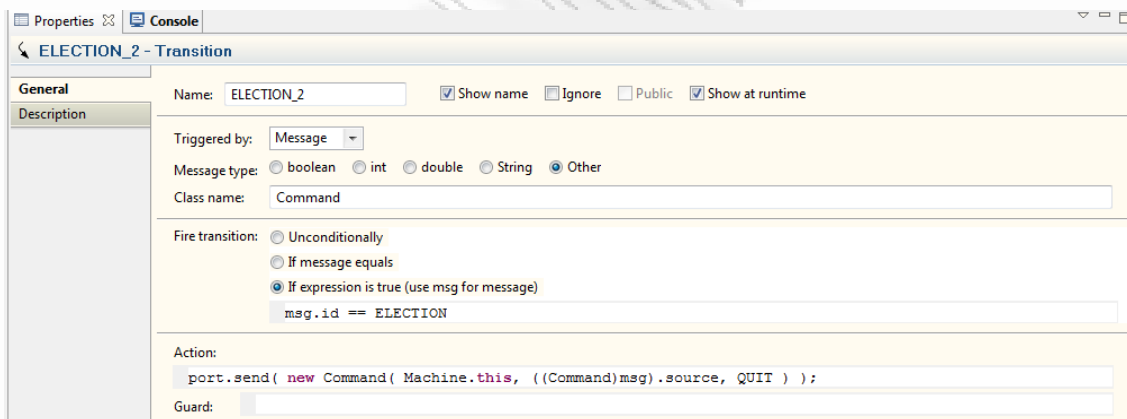 Properties Console
ELECTION_2 - Transition
General
Description
Name: ELECTION_2 Show name Ignore Public Show at runtime
Triggered by: Message
Message type: boolean int double String Other
Class name: Command
Fire transition: Unconditionally
If message equals
If expression is true (use msg for message)
msg.id == ELECTION
Action:
port.send( new Command( Machine.this, ((Command)msg).source, QUIT ) );
Guard: